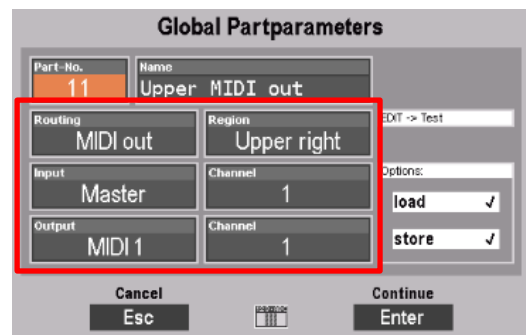 Global Partparameters
Part-No. Name
11 Upper MIDI out
Routing Region EDIT -> Test
MIDI out Upper right
Input Channel Options:
Master 1 load ✓
Output Channel
MIDI 1 1 store ✓
Cancel Continue
Esc Enter